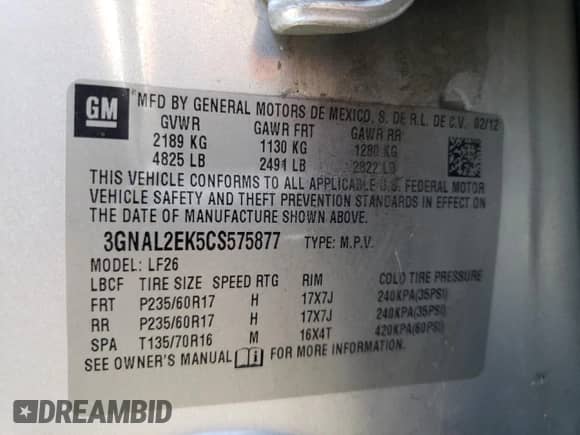 GM
MFD BY GENERAL MOTORS DE MEXICO, S. DE R.L. DE C.V. 02/12
GVWR GAWR FRT GAWR RR
2189 KG 1130 KG 1280 KG
4825 LB 2491 LB 2822 LB
THIS VEHICLE CONFORMS TO ALL APPLICABLE U.S. FEDERAL MOTOR
VEHICLE SAFETY AND THEFT PREVENTION STANDARDS IN EFFECT ON
THE DATE OF MANUFACTURE SHOWN ABOVE.
3GNAL2EK5CS575877 TYPE: M.P.V.
MODEL: LF26
LBCF TIRE SIZE SPEED RTG RIM COLD TIRE PRESSURE
FRT P235/60R17 H 17X7J 240KPA(35PSI)
RR P235/60R17 H 17X7J 240KPA(35PSI)
SPA T135/70R16 M 16X4T 420KPA(60PSI)
SEE OWNER'S MANUAL FOR MORE INFORMATION.
DREAMBID